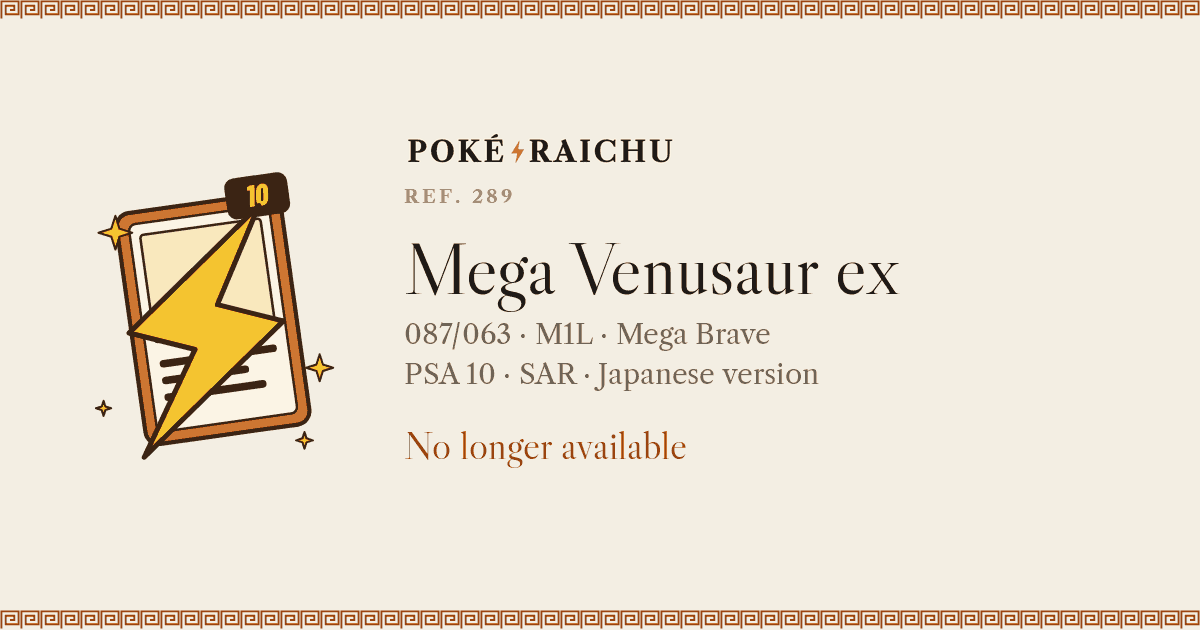 10
POKÉ RAICHU
REF. 289
Mega Venusaur ex
087/063 · M1L · Mega Brave
PSA 10 · SAR · Japanese version
No longer available